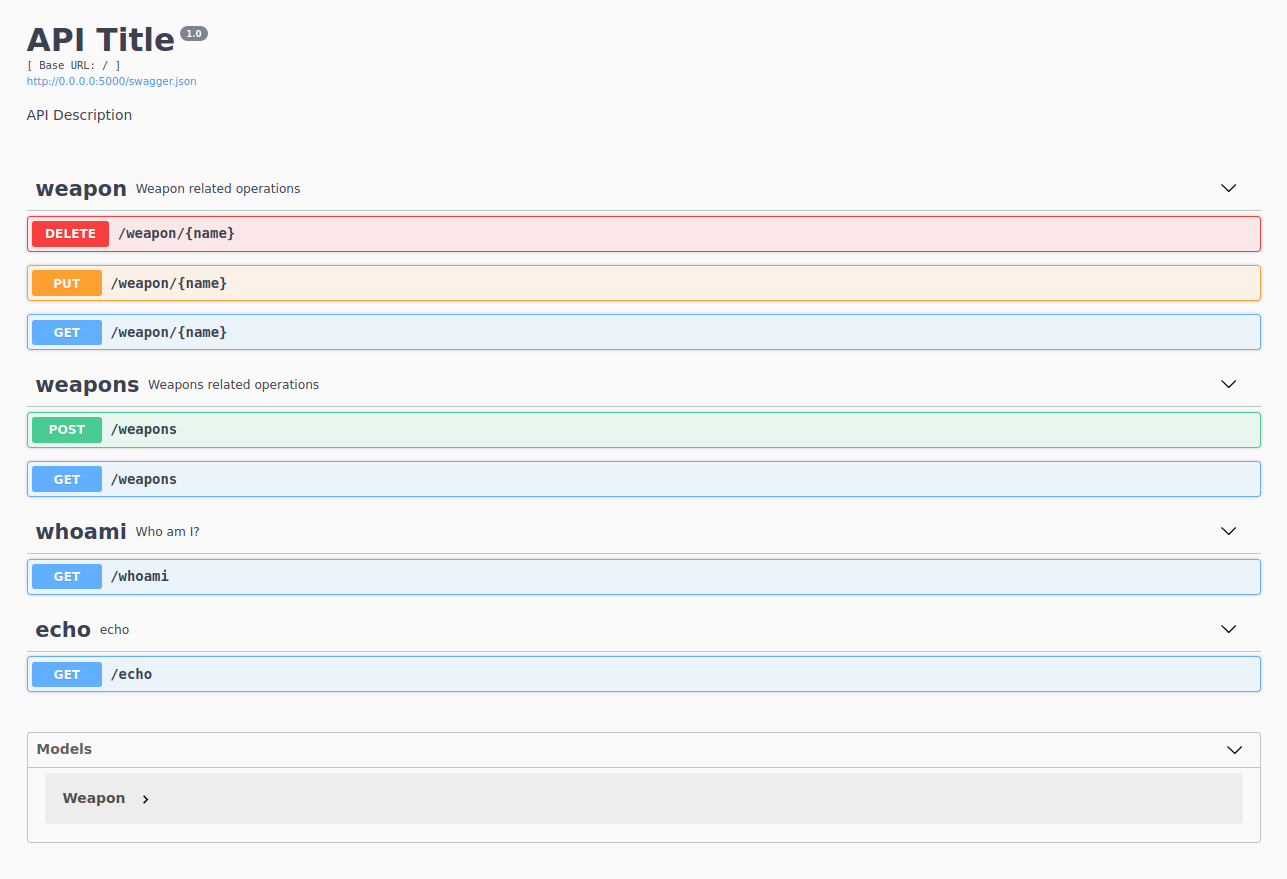 API Title 1.0
[ Base URL: / ]
http://0.0.0.0:5000/swagger.json
API Description
weapon Weapon related operations
DELETE /weapon/{name}
PUT /weapon/{name}
GET /weapon/{name}
weapons Weapons related operations
POST /weapons
GET /weapons
whoami Who am I?
GET /whoami
echo echo
GET /echo
Models
Weapon